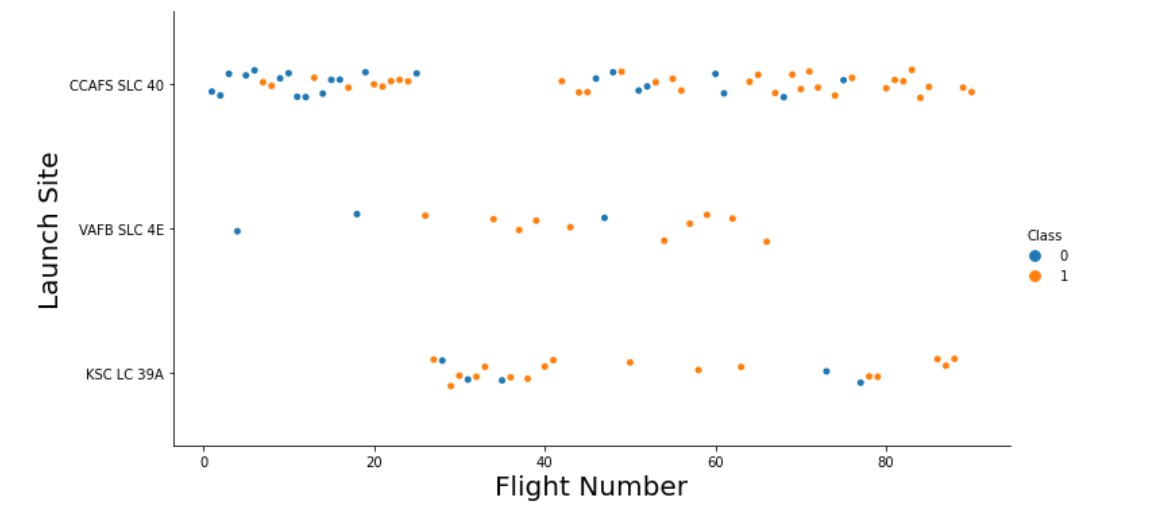 CCAFS SLC 40
VAFB SLC 4E
KSC LC 39A
Launch Site
0 20 40 60 80
Flight Number
Class
0
1